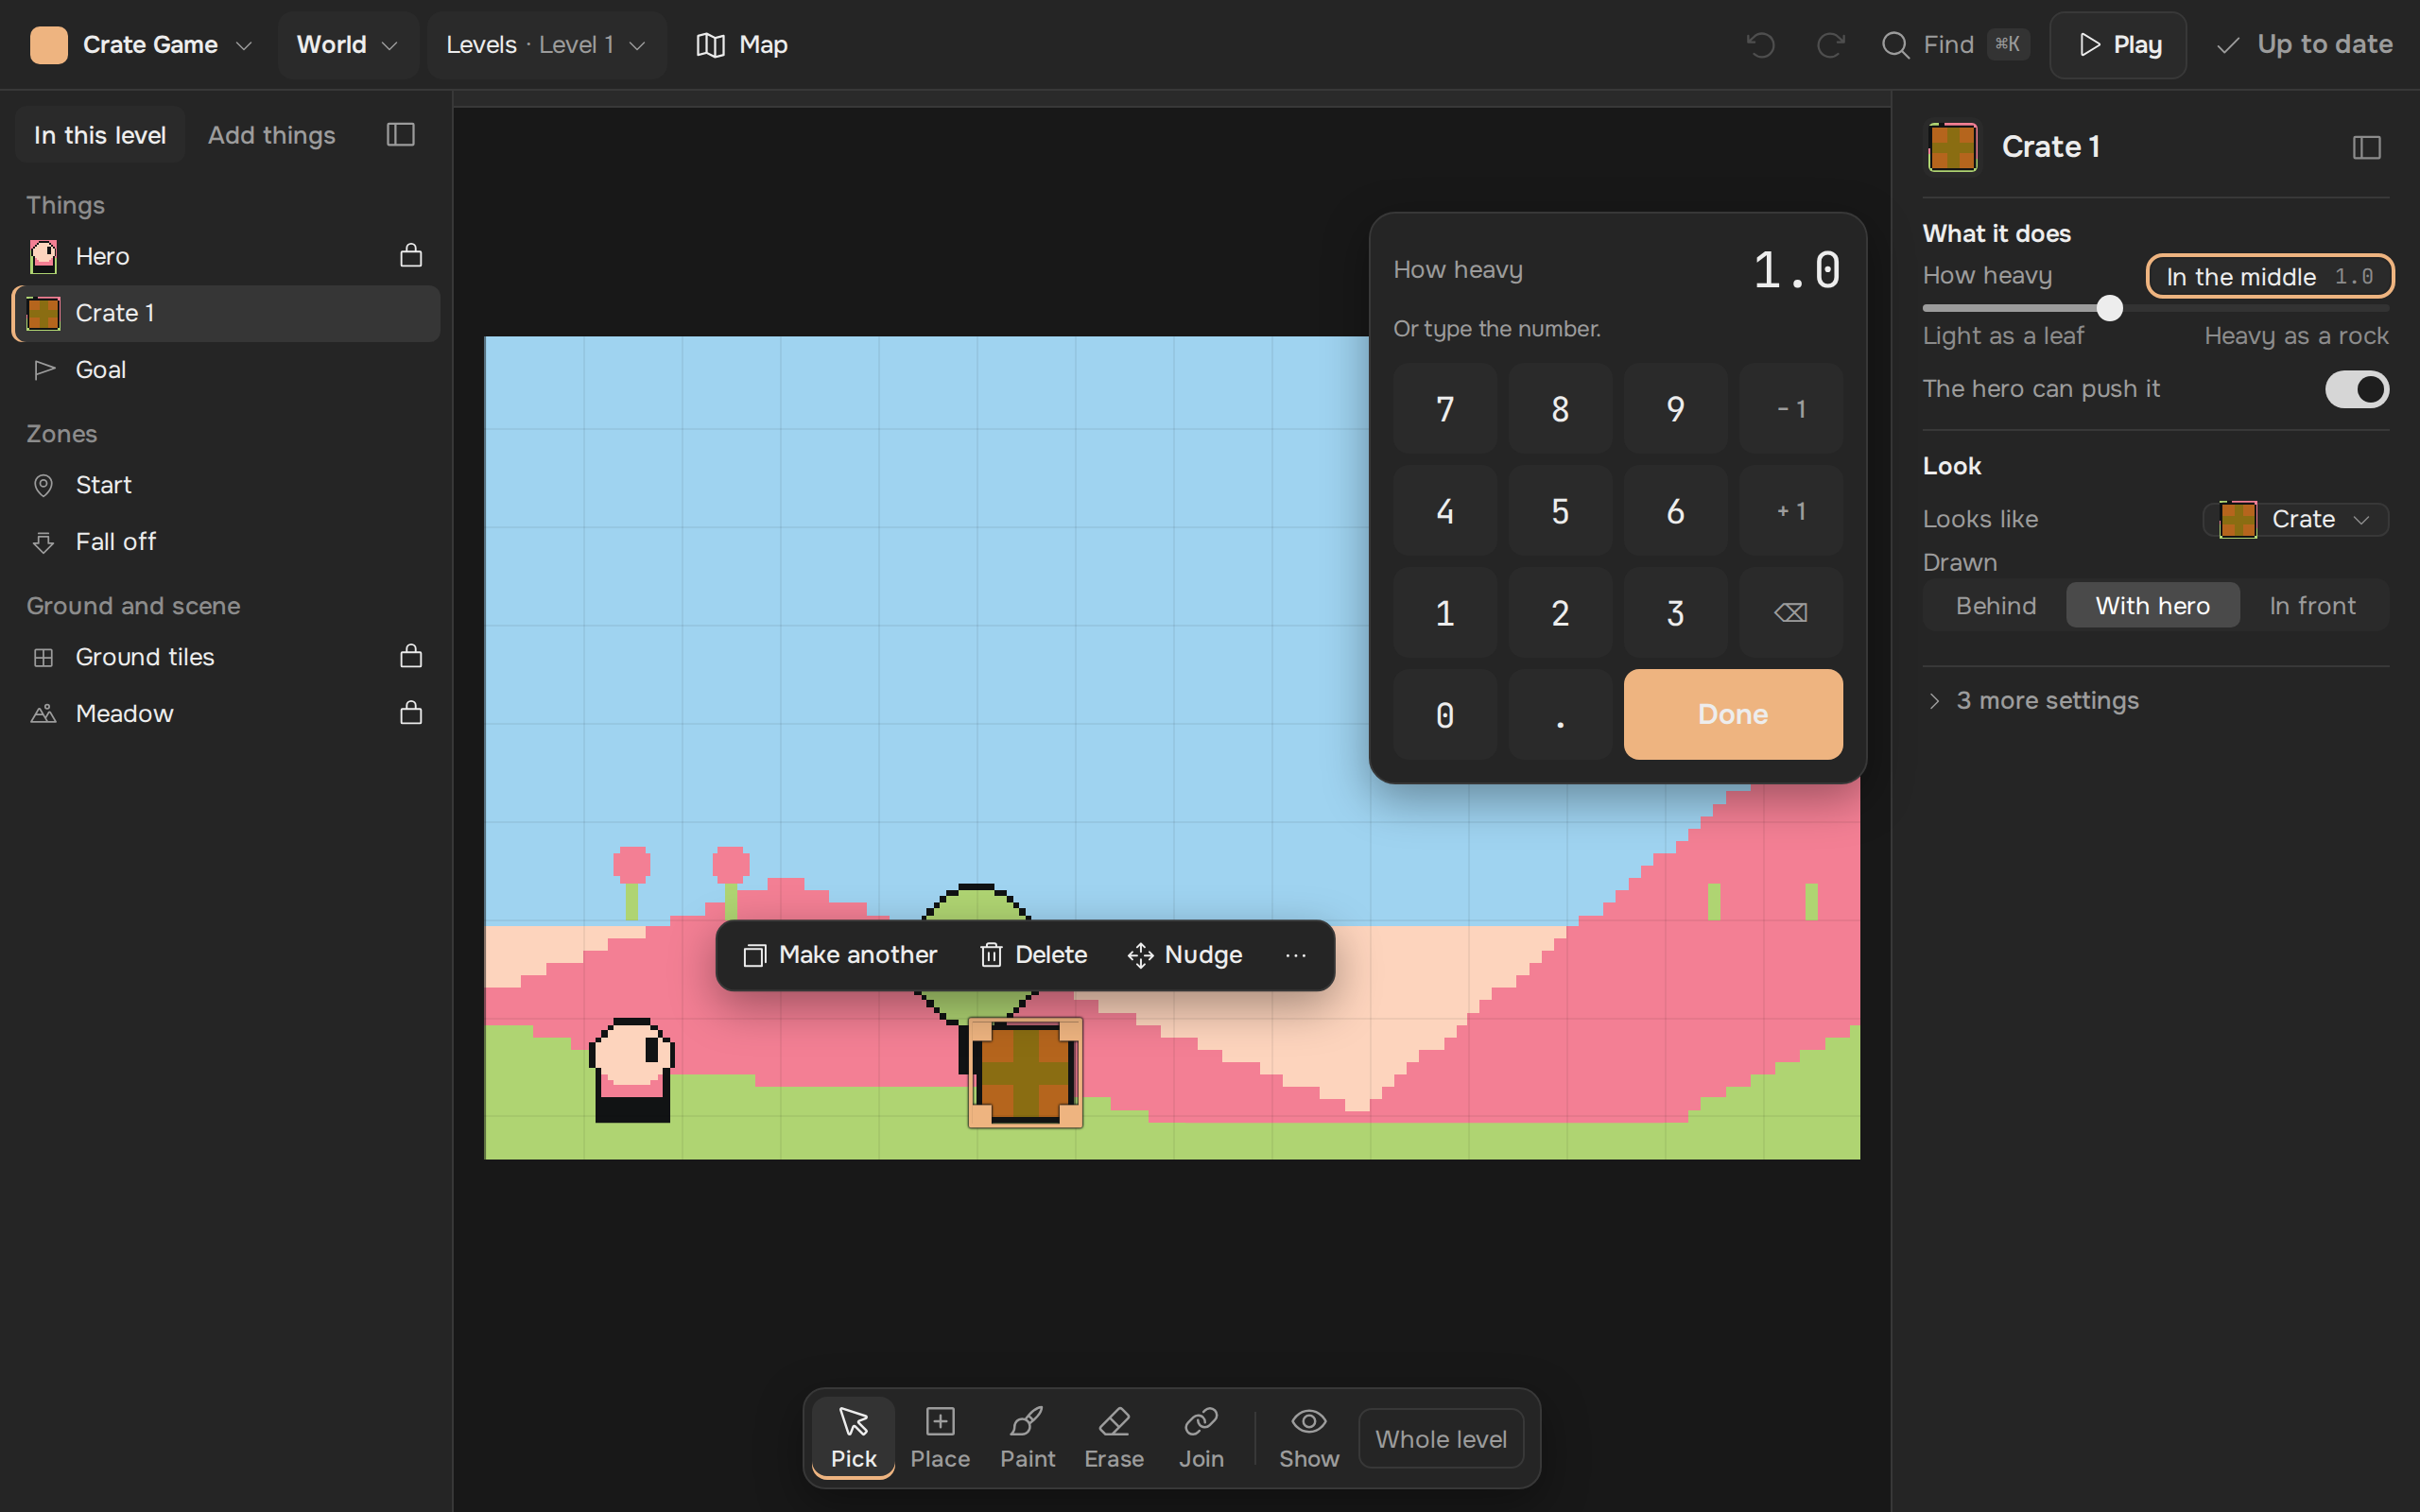 Crate Game
World
Levels · Level 1
Map
Find ⌘K
Play
Up to date
In this level
Add things
Things
Hero
Crate 1
Goal
Zones
Start
Fall off
Ground and scene
Ground tiles
Meadow
How heavy 1.0
Or type the number.
7 8 9 − 1
4 5 6 + 1
1 2 3 ⌫
0 . Done
Make another
Delete
Nudge
···
Pick
Place
Paint
Erase
Join
Show
Whole level
Crate 1
What it does
How heavy
In the middle 1.0
Light as a leaf
Heavy as a rock
The hero can push it
Look
Looks like
Crate
Drawn
Behind
With hero
In front
3 more settings